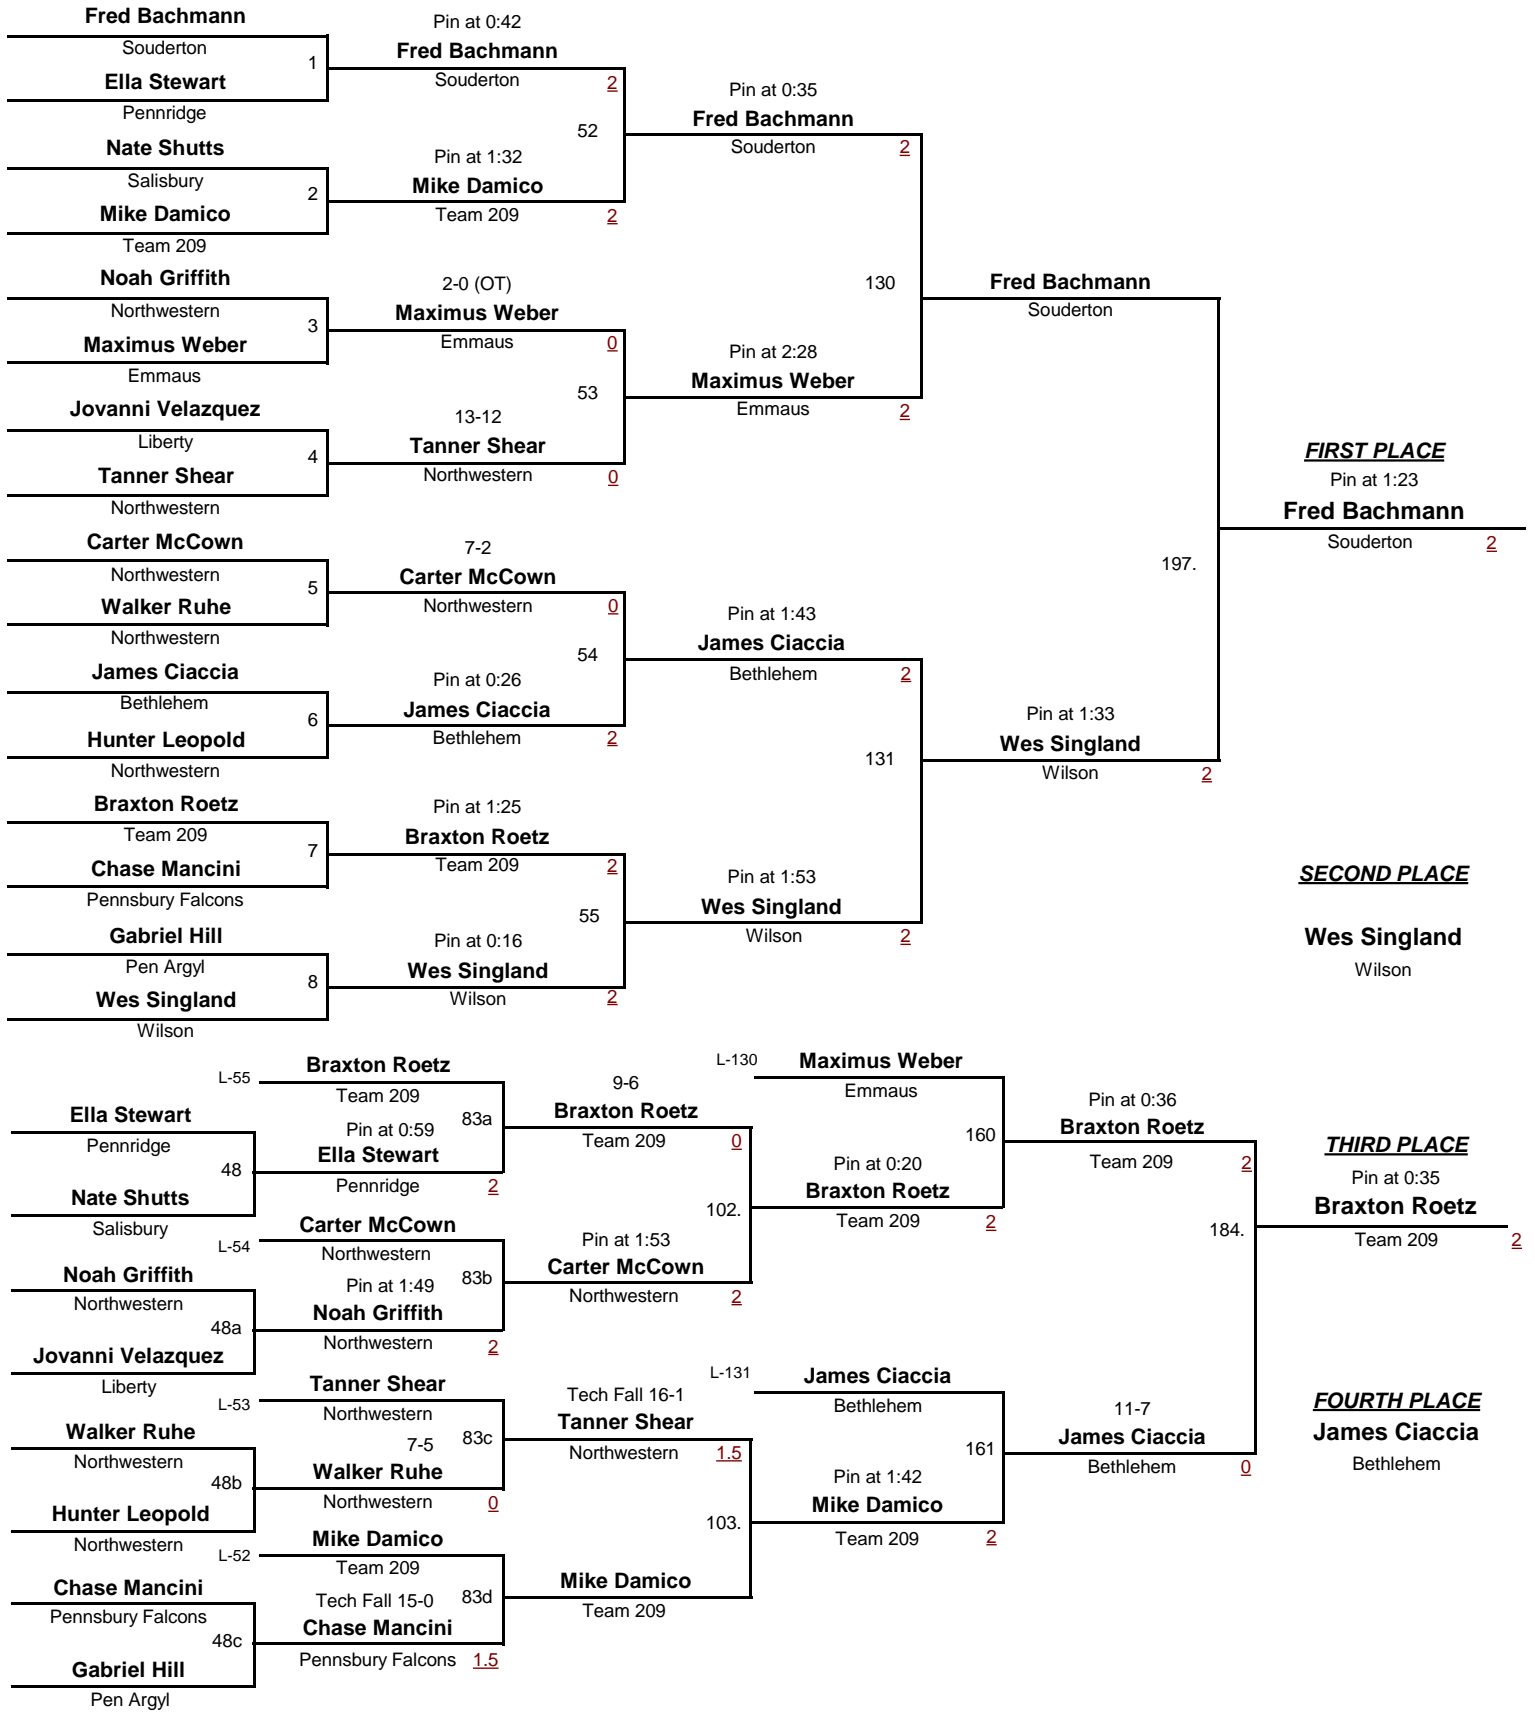 Fred Bachmann
Souderton
1
Ella Stewart
Pennridge
Nate Shutts
Salisbury
2
Mike Damico
Team 209
Noah Griffith
Northwestern
3
Maximus Weber
Emmaus
Jovanni Velazquez
Liberty
4
Tanner Shear
Northwestern
Carter McCown
Northwestern
5
Walker Ruhe
Northwestern
James Ciaccia
Bethlehem
6
Hunter Leopold
Northwestern
Braxton Roetz
Team 209
7
Chase Mancini
Pennsbury Falcons
Gabriel Hill
Pen Argyl
8
Wes Singland
Wilson
Pin at 0:42
Fred Bachmann
Souderton 2
52
Pin at 1:32
Mike Damico
Team 209 2
2-0 (OT)
Maximus Weber
Emmaus 0
53
13-12
Tanner Shear
Northwestern 0
7-2
Carter McCown
Northwestern 0
54
Pin at 0:26
James Ciaccia
Bethlehem 2
Pin at 1:25
Braxton Roetz
Team 209 2
55
Pin at 0:16
Wes Singland
Wilson 2
Pin at 0:35
Fred Bachmann
Souderton 2
130
Pin at 2:28
Maximus Weber
Emmaus 2
Pin at 1:43
James Ciaccia
Bethlehem 2
131
Pin at 1:53
Wes Singland
Wilson 2
Fred Bachmann
Souderton
197.
Pin at 1:33
Wes Singland
Wilson 2
FIRST PLACE
Pin at 1:23
Fred Bachmann
Souderton 2
SECOND PLACE
Wes Singland
Wilson
L-55
Braxton Roetz
Team 209
83a
Ella Stewart
Pennridge
48
Nate Shutts
Salisbury
Pin at 0:59
Ella Stewart
Pennridge 2
L-54
Carter McCown
Northwestern
83b
Noah Griffith
Northwestern
48a
Jovanni Velazquez
Liberty
Pin at 1:49
Noah Griffith
Northwestern 2
L-53
Tanner Shear
Northwestern
83c
Walker Ruhe
Northwestern
48b
Hunter Leopold
Northwestern
7-5
Walker Ruhe
Northwestern 0
L-52
Mike Damico
Team 209
83d
Chase Mancini
Pennsbury Falcons
48c
Gabriel Hill
Pen Argyl
Tech Fall 15-0
Chase Mancini
Pennsbury Falcons 1.5
9-6
Braxton Roetz
Team 209 0
102.
Pin at 1:53
Carter McCown
Northwestern 2
Tech Fall 16-1
Tanner Shear
Northwestern 1.5
103.
Mike Damico
Team 209
L-130
Maximus Weber
Emmaus
160
Pin at 0:20
Braxton Roetz
Team 209 2
L-131
James Ciaccia
Bethlehem
161
Pin at 1:42
Mike Damico
Team 209 2
Pin at 0:36
Braxton Roetz
Team 209 2
184.
11-7
James Ciaccia
Bethlehem 0
THIRD PLACE
Pin at 0:35
Braxton Roetz
Team 209 2
FOURTH PLACE
James Ciaccia
Bethlehem